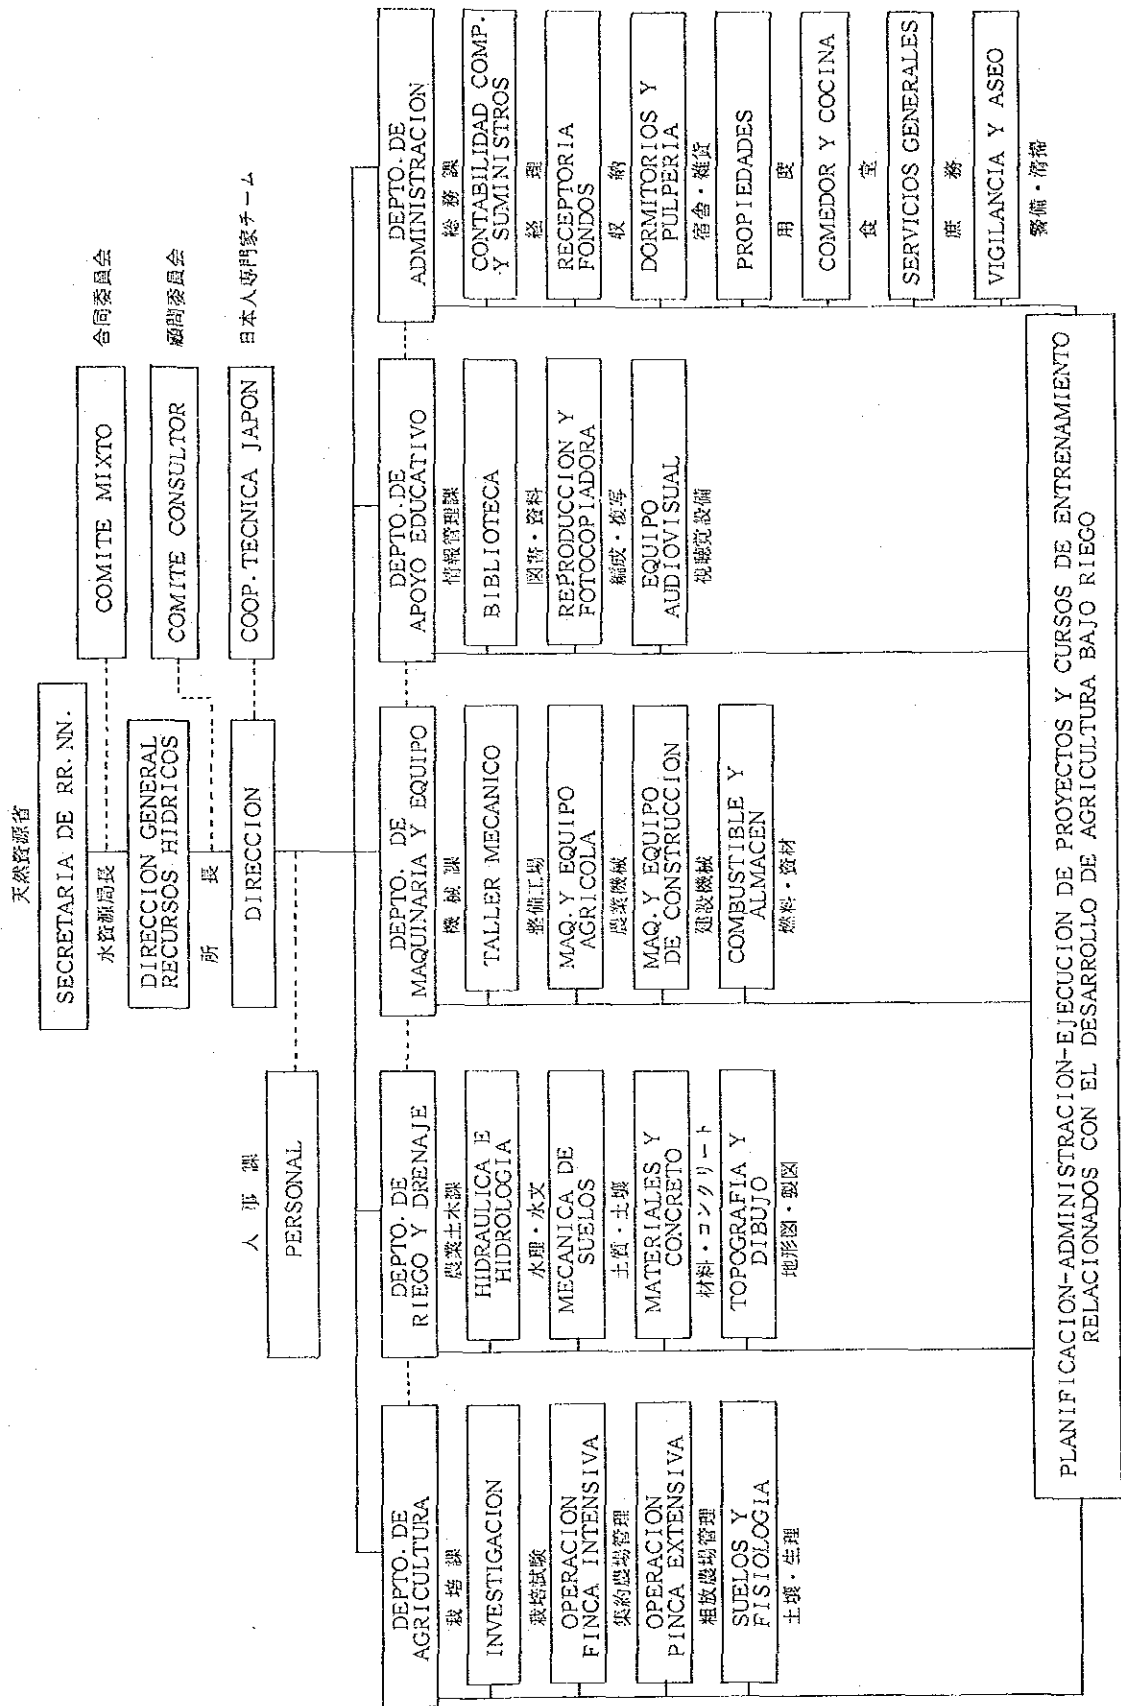 天然資源省
SECRETARIA DE RR. NN.
水資源局長
COMITE MIXTO
合同委員会
DIRECCION GENERAL
RECURSOS HIDRICOS
所長
COMITE CONSULTOR
顧問委員会
DIRECCION
COOP. TECNICA JAPON
日本人専門家チーム
人事課
PERSONAL
DEPTO. DE
AGRICULTURA
栽培課
INVESTIGACION
栽培試験
OPERACION
FINCA INTENSIVA
集約農場管理
OPERACION
PINCA EXTENSIVA
粗放農場管理
SUELOS Y
FISIOLOGIA
土壌・生理
DEPTO. DE
RIEGO Y DRENAJE
農業土木課
HIDRAULICA E
HIDROLOGIA
水理・水文
MECANICA DE
SUELOS
土質・土壌
MATERIALES Y
CONCRETO
材料・コンクリート
TOPOGRAFIA Y
DIBUJO
地形図・製図
DEPTO. DE
MAQUINARIA Y EQUIPO
機械課
TALLER MECANICO
整備工場
MAQ. Y EQUIPO
AGRICOLA
農業機械
MAQ. Y EQUIPO
DE CONSTRUCCION
建設機械
COMBUSTIBLE Y
ALMACEN
燃料・資材
DEPTO. DE
APOYO EDUCATIVO
情報管理課
BIBLIOTECA
図書・資料
REPRODUCCION Y
FOTOCOPIADORA
編成・複写
EQUIPO
AUDIOVISUAL
視聴覚設備
DEPTO. DE
ADMINISTRACION
総務課
CONTABILIDAD COMP.
Y SUMINISTROS
経理
RECEPTORIA
FONDOS
収納
DORMITORIOS Y
PULPERIA
宿舎・雑貨
PROPIEDADES
用度
COMEDOR Y COCINA
食堂
SERVICIOS GENERALES
庶務
VIGILANCIA Y ASEO
警備・清掃
PLANIFICACION-ADMINISTRACION-EJECUCION DE PROYECTOS Y CURSOS DE ENTRENAMIENTO
RELACIONADOS CON EL DESARROLLO DE AGRICULTURA BAJO RIEGO